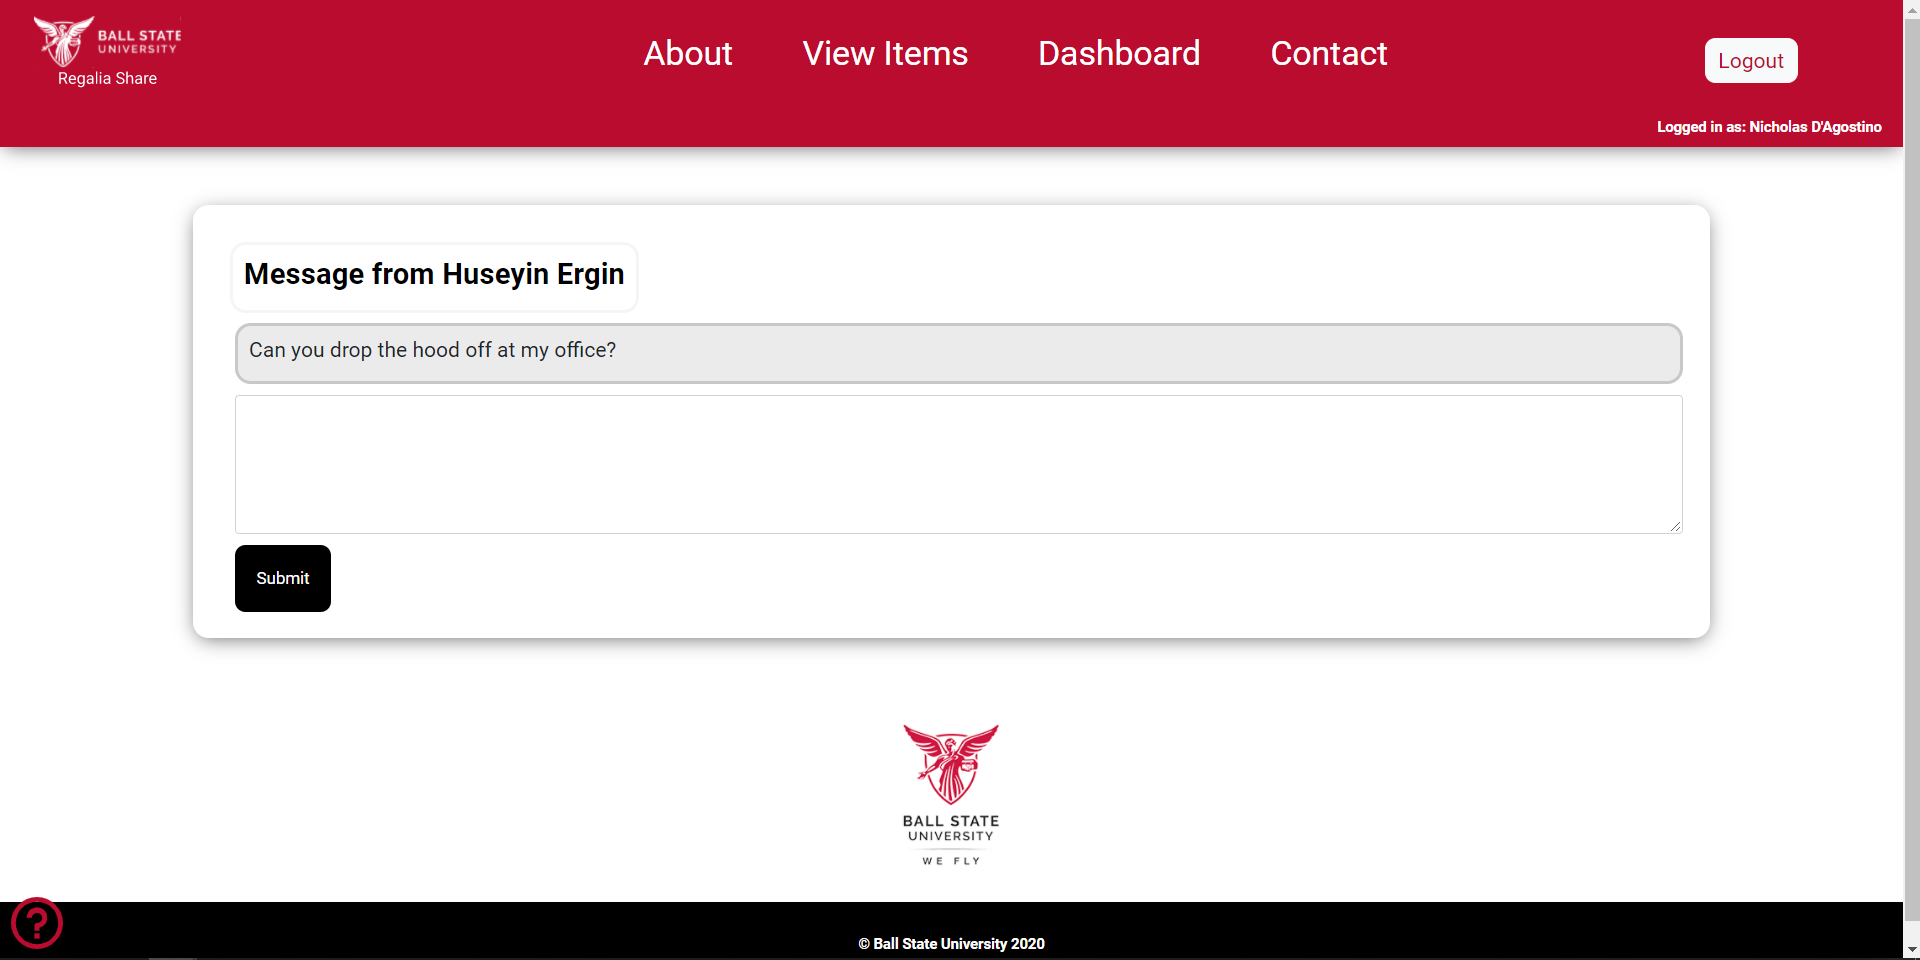 BALL STATE
UNIVERSITY
Regalia Share
About
View Items
Dashboard
Contact
Logout
Logged in as: Nicholas D'Agostino
Message from Huseyin Ergin
Can you drop the hood off at my office?
Submit
BALL STATE
UNIVERSITY
WE FLY
?
© Ball State University 2020